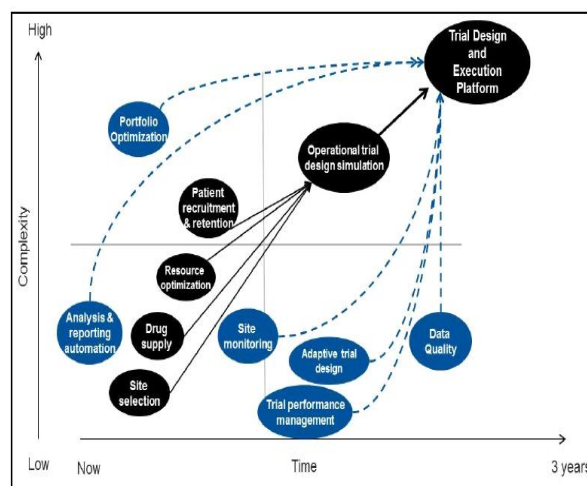 High
Trial Design
and
Execution
Platform
Portfolio
Optimization
Operational trial
design simulation
Patient
recruitment
& retention
Complexity
Resource
optimization
Analysis &
reporting
automation
Drug
supply
Site
monitoring
Data
Quality
Adaptive trial
design
Site
selection
Trial performance
management
Low
Now
Time
3 years